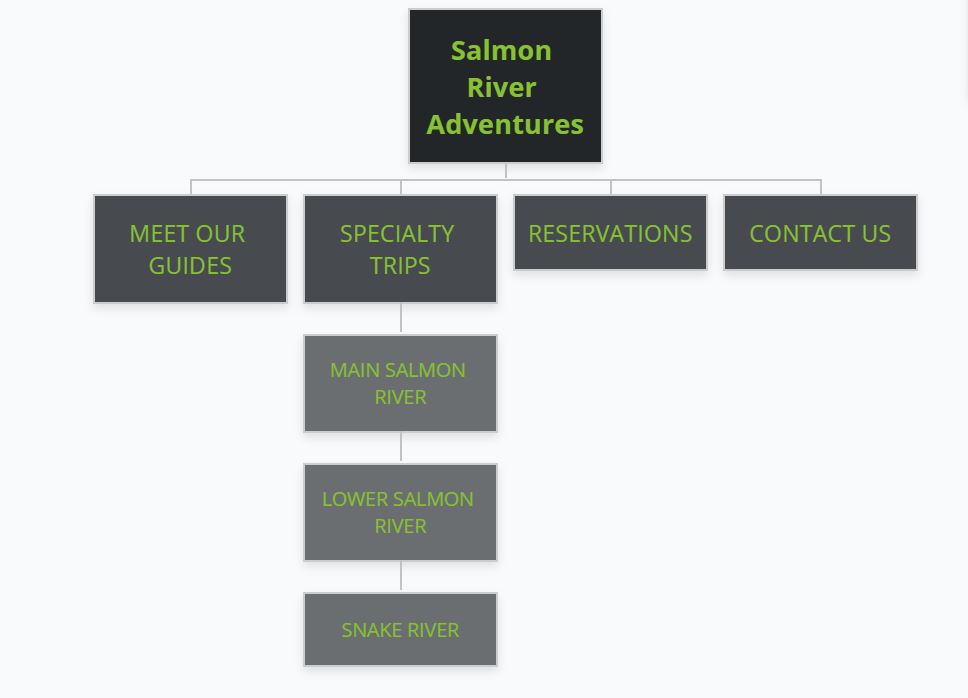 Salmon
River
Adventures
MEET OUR
GUIDES
SPECIALTY
TRIPS
RESERVATIONS
CONTACT US
MAIN SALMON
RIVER
LOWER SALMON
RIVER
SNAKE RIVER